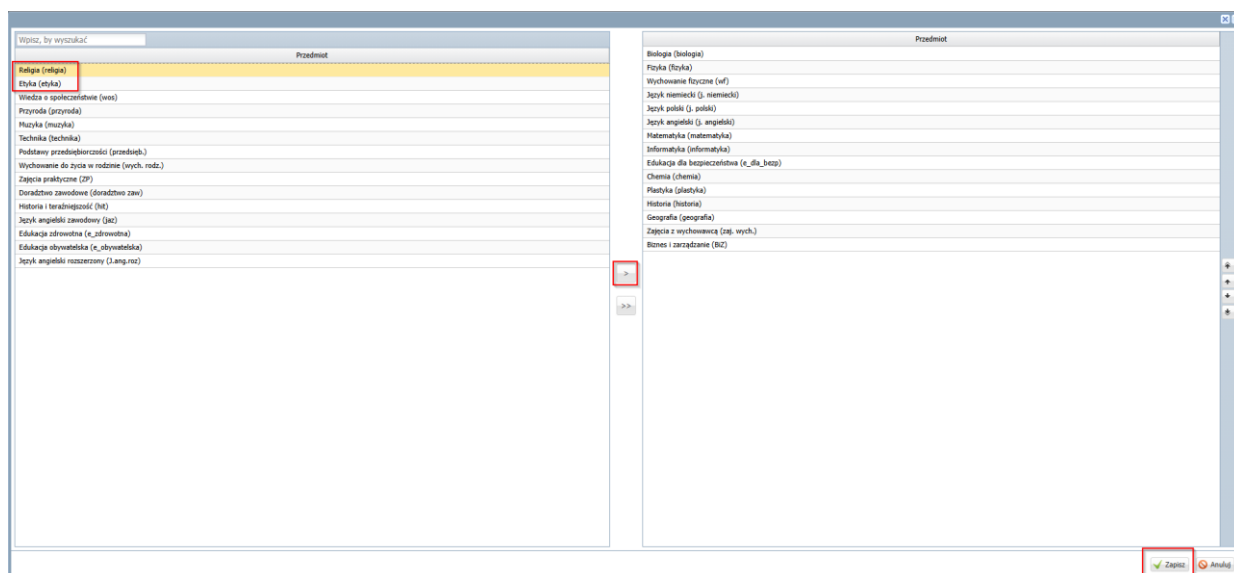 Wpisz, by wyszukać
Przedmiot
Religia (religia)
Etyka (etyka)
Wiedza o społeczeństwie (wos)
Przyroda (przyroda)
Muzyka (muzyka)
Technika (technika)
Podstawy przedsiębiorczości (przedsięb.)
Wychowanie do życia w rodzinie (wych. rodz.)
Zajęcia praktyczne (ZP)
Doradztwo zawodowe (doradztwo zaw)
Historia i teraźniejszość (hit)
Język angielski zawodowy (jaz)
Edukacja zdrowotna (e_zdrowotna)
Edukacja obywatelska (e_obywatelska)
Język angielski rozszerzony (J.ang.roz)
>
>>
Przedmiot
Biologia (biologia)
Fizyka (fizyka)
Wychowanie fizyczne (wf)
Język niemiecki (j. niemiecki)
Język polski (j. polski)
Język angielski (j. angielski)
Matematyka (matematyka)
Informatyka (informatyka)
Edukacja dla bezpieczeństwa (e_dla_bezp)
Chemia (chemia)
Plastyka (plastyka)
Historia (historia)
Geografia (geografia)
Zajęcia z wychowawcą (zaj. wych.)
Biznes i zarządzanie (BiZ)
Zapisz Anuluj